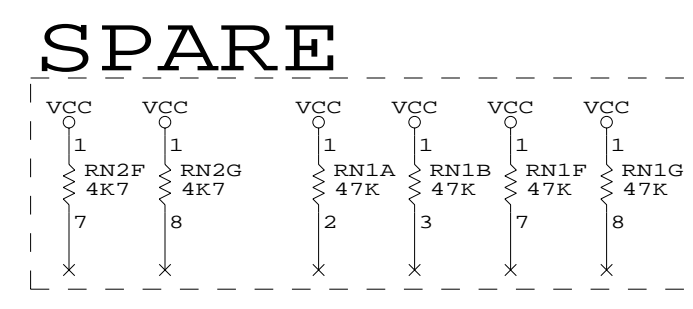 SPARE
VCC VCC VCC VCC VCC VCC
1 1 1 1 1 1
RN2F RN2G RN1A RN1B RN1F RN1G
4K7 4K7 47K 47K 47K 47K
7 8 2 3 7 8